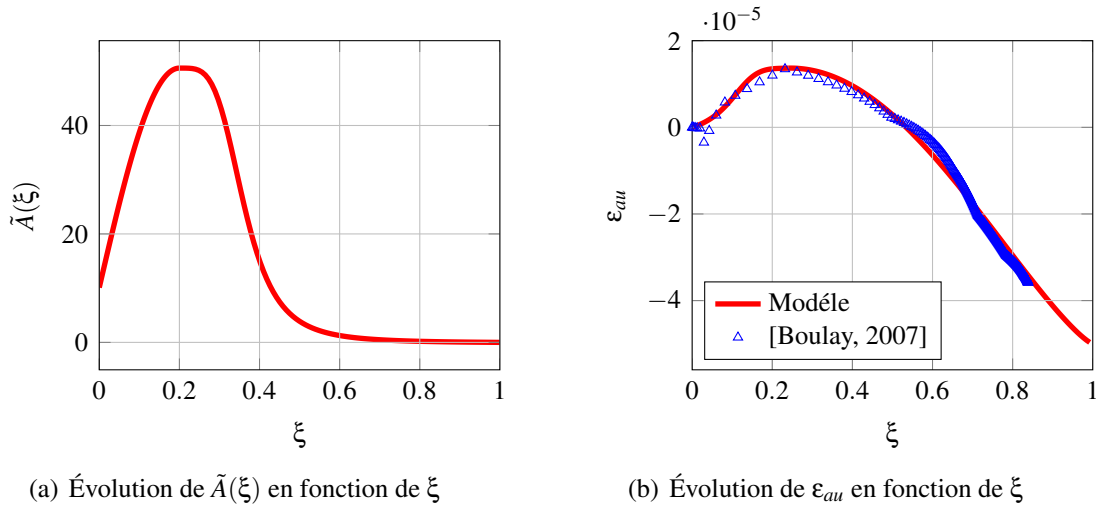 0
0.2
0.4
0.6
0.8
1
0
20
40
ξ
Ã(ξ)
(a) Évolution de Ã(ξ) en fonction de ξ
·10⁻⁵
2
0
−2
−4
0
0.2
0.4
0.6
0.8
1
ξ
εau
Modéle
[Boulay, 2007]
(b) Évolution de εau en fonction de ξ